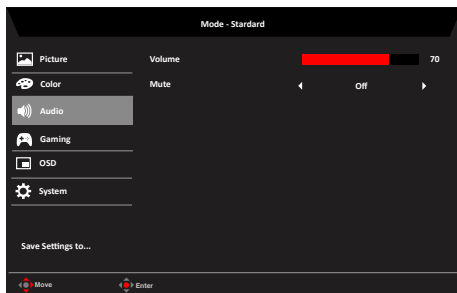 Mode - Stardard
Picture
Volume 70
Color
Mute Off
Audio
Gaming
OSD
System
Save Settings to...
Move Enter